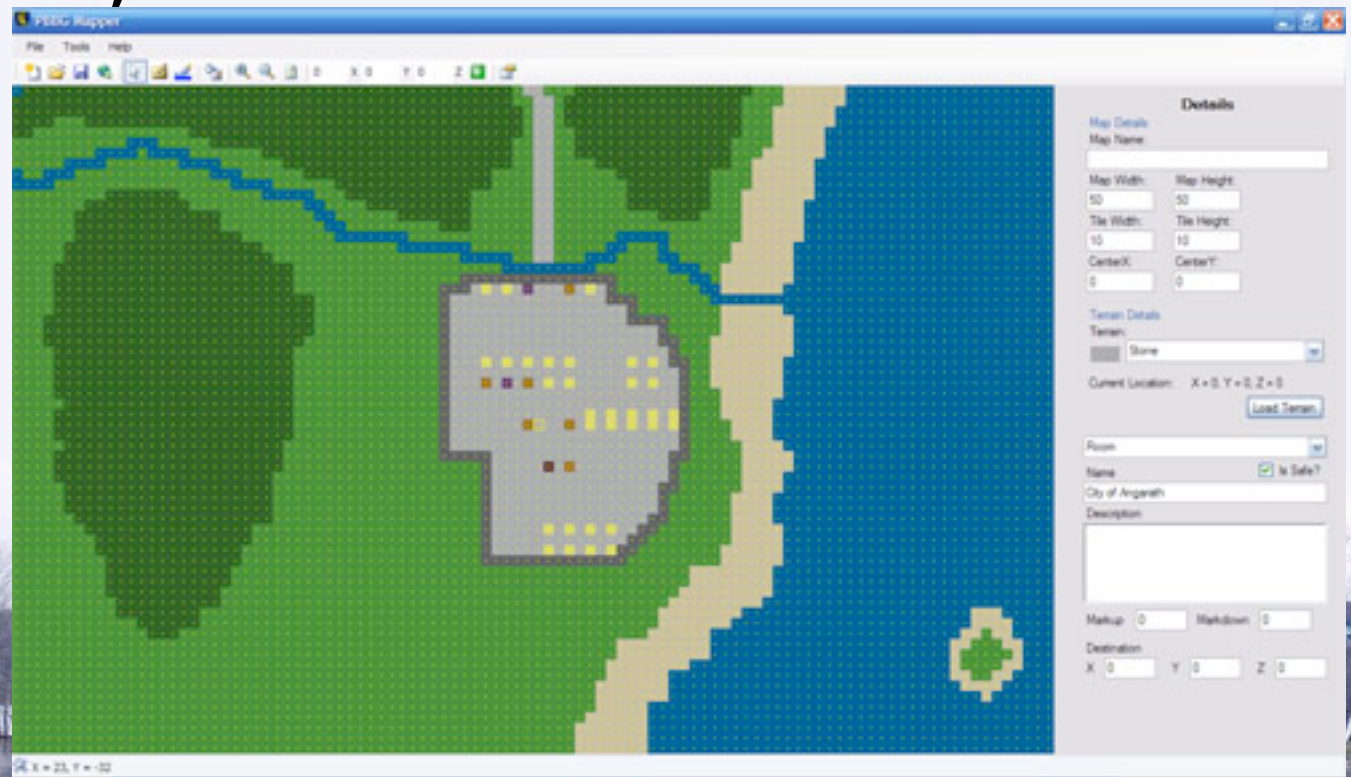 PBBG Mapper
File Tools Help
0 X 0 Y 0 Z
Details
Map Details
Map Name:
Map Width: Map Height:
50 50
Tile Width: Tile Height:
10 10
CenterX: CenterY:
0 0
Terrain Details
Terrain:
Stone
Current Location: X = 0, Y = 0, Z = 0
Load Terrain
Room
Name Is Safe?
City of Angarath
Description
Markup 0 Markdown 0
Destination
X 0 Y 0 Z 0
X = 23, Y = -32